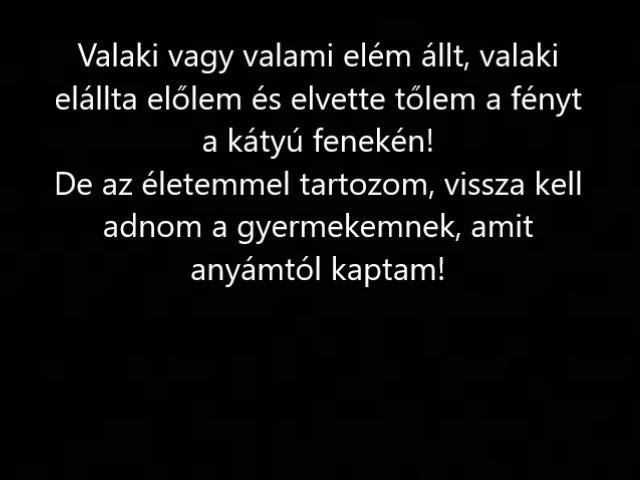 Valaki vagy valami elém állt, valaki
elállta előlem és elvette tőlem a fényt
a kátyú fenekén!
De az életemmel tartozom, vissza kell
adnom a gyermekemnek, amit
anyámtól kaptam!